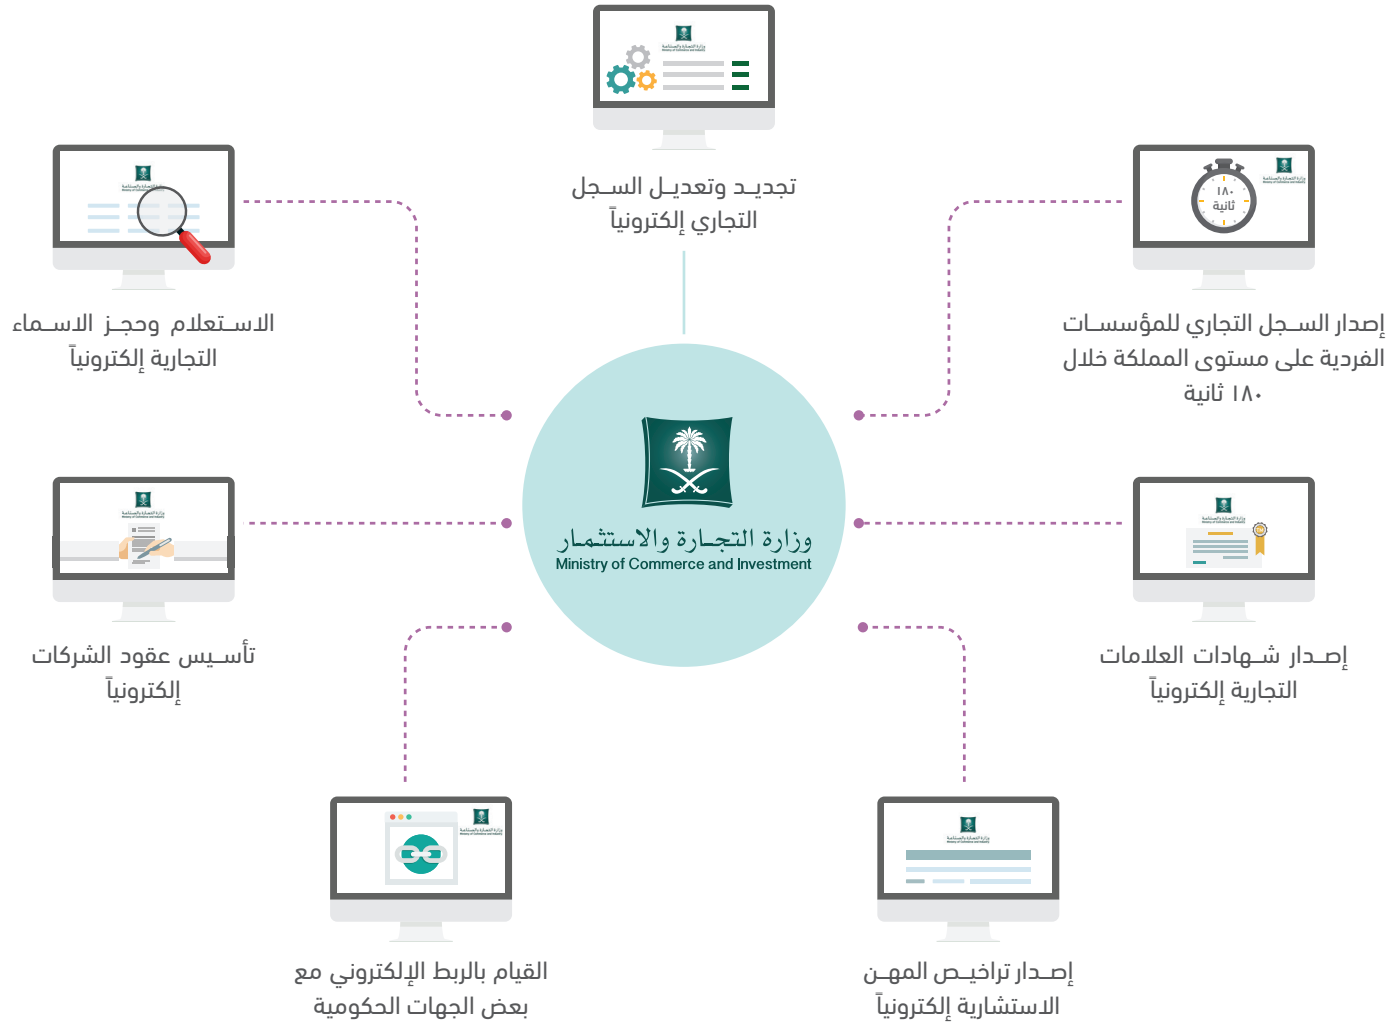 تجديد وتعديل السجل
التجاري إلكترونياً
١٨٠
ثانية
إصدار السجل التجاري للمؤسسات
الفردية على مستوى المملكة خلال
١٨٠ ثانية
الاستعلام وحجز الاسماء
التجارية إلكترونياً
وزارة التجارة والاستثمار
Ministry of Commerce and Investment
إصدار شهادات العلامات
التجارية إلكترونياً
تأسيس عقود الشركات
إلكترونياً
إصدار تراخيص المهن
الاستشارية إلكترونياً
القيام بالربط الإلكتروني مع
بعض الجهات الحكومية